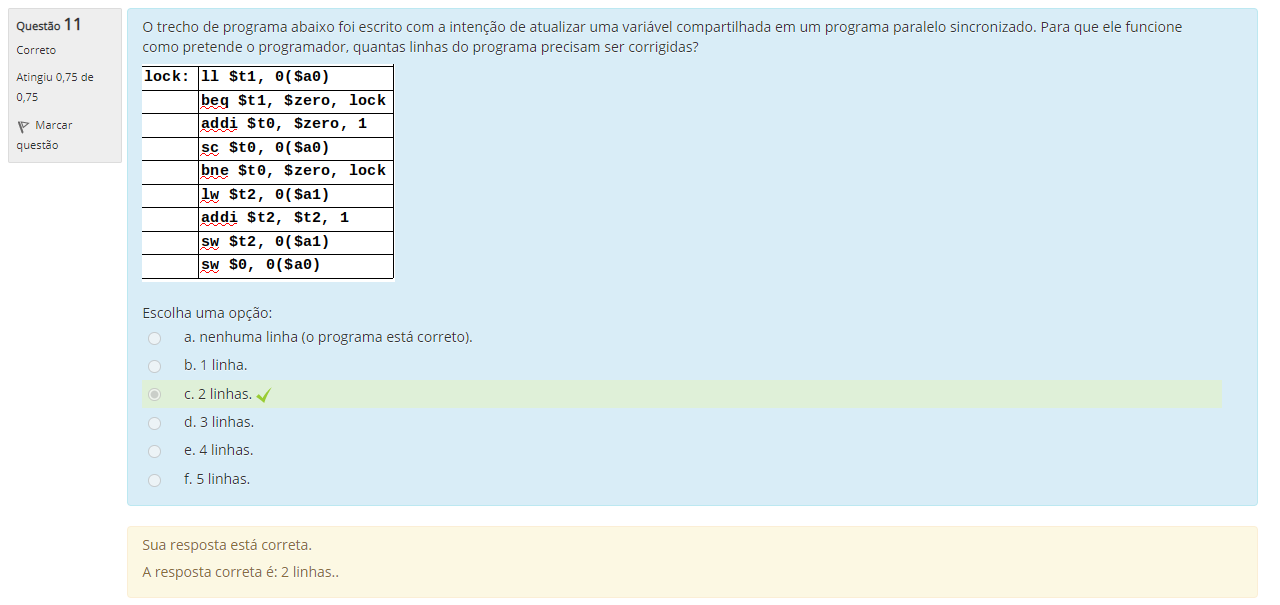 Questão 11
Correto
Atingiu 0,75 de
0,75
Marcar
questão
O trecho de programa abaixo foi escrito com a intenção de atualizar uma variável compartilhada em um programa paralelo sincronizado. Para que ele funcione
como pretende o programador, quantas linhas do programa precisam ser corrigidas?
lock: ll $t1, 0($a0)
beq $t1, $zero, lock
addi $t0, $zero, 1
sc $t0, 0($a0)
bne $t0, $zero, lock
lw $t2, 0($a1)
addi $t2, $t2, 1
sw $t2, 0($a1)
sw $0, 0($a0)
Escolha uma opção:
a. nenhuma linha (o programa está correto).
b. 1 linha.
c. 2 linhas.
d. 3 linhas.
e. 4 linhas.
f. 5 linhas.
Sua resposta está correta.
A resposta correta é: 2 linhas..